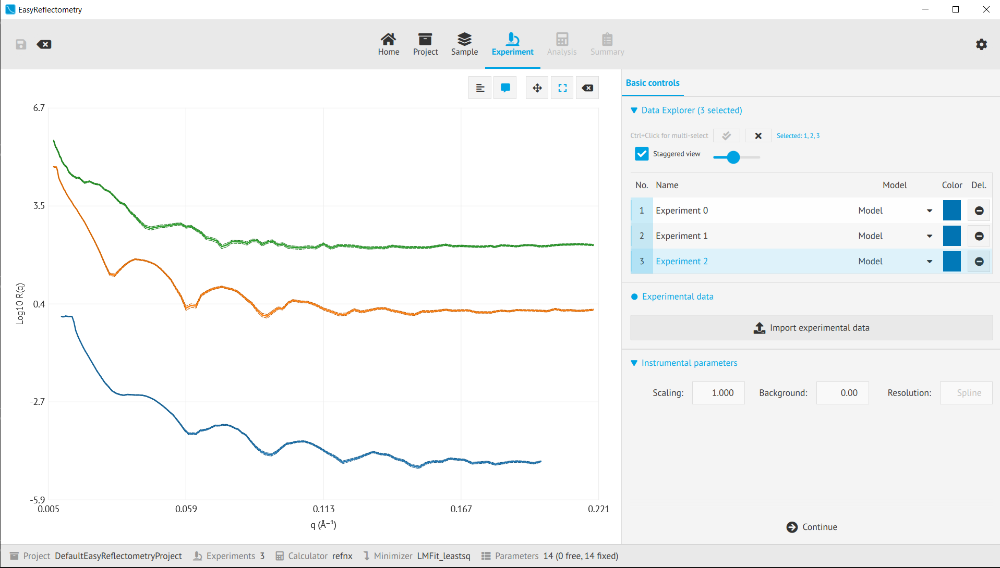 EasyReflectometry
Home
Project
Sample
Experiment
Analysis
Summary
Log10 R(q)
6.7
3.5
0.4
-2.7
-5.9
0.005
0.059
0.113
0.167
0.221
q (Å⁻¹)
Basic controls
Data Explorer (3 selected)
Ctrl+Click for multi-select
Selected: 1, 2, 3
Staggered view
No. Name Model Color Del.
1 Experiment 0 Model
2 Experiment 1 Model
3 Experiment 2 Model
Experimental data
Import experimental data
Instrumental parameters
Scaling: 1.000 Background: 0.00 Resolution: Spline
Continue
Project DefaultEasyReflectometryProject Experiments 3 Calculator refnx Minimizer LMFit_leastsq Parameters 14 (0 free, 14 fixed)